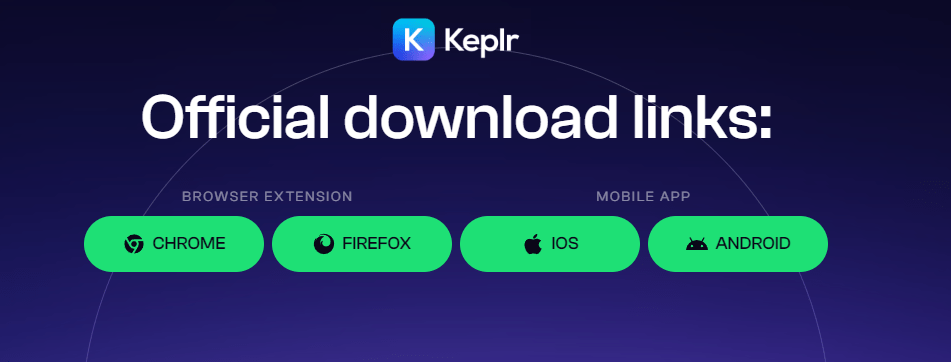 K Keplr
Official download links:
BROWSER EXTENSION MOBILE APP
CHROME FIREFOX IOS ANDROID